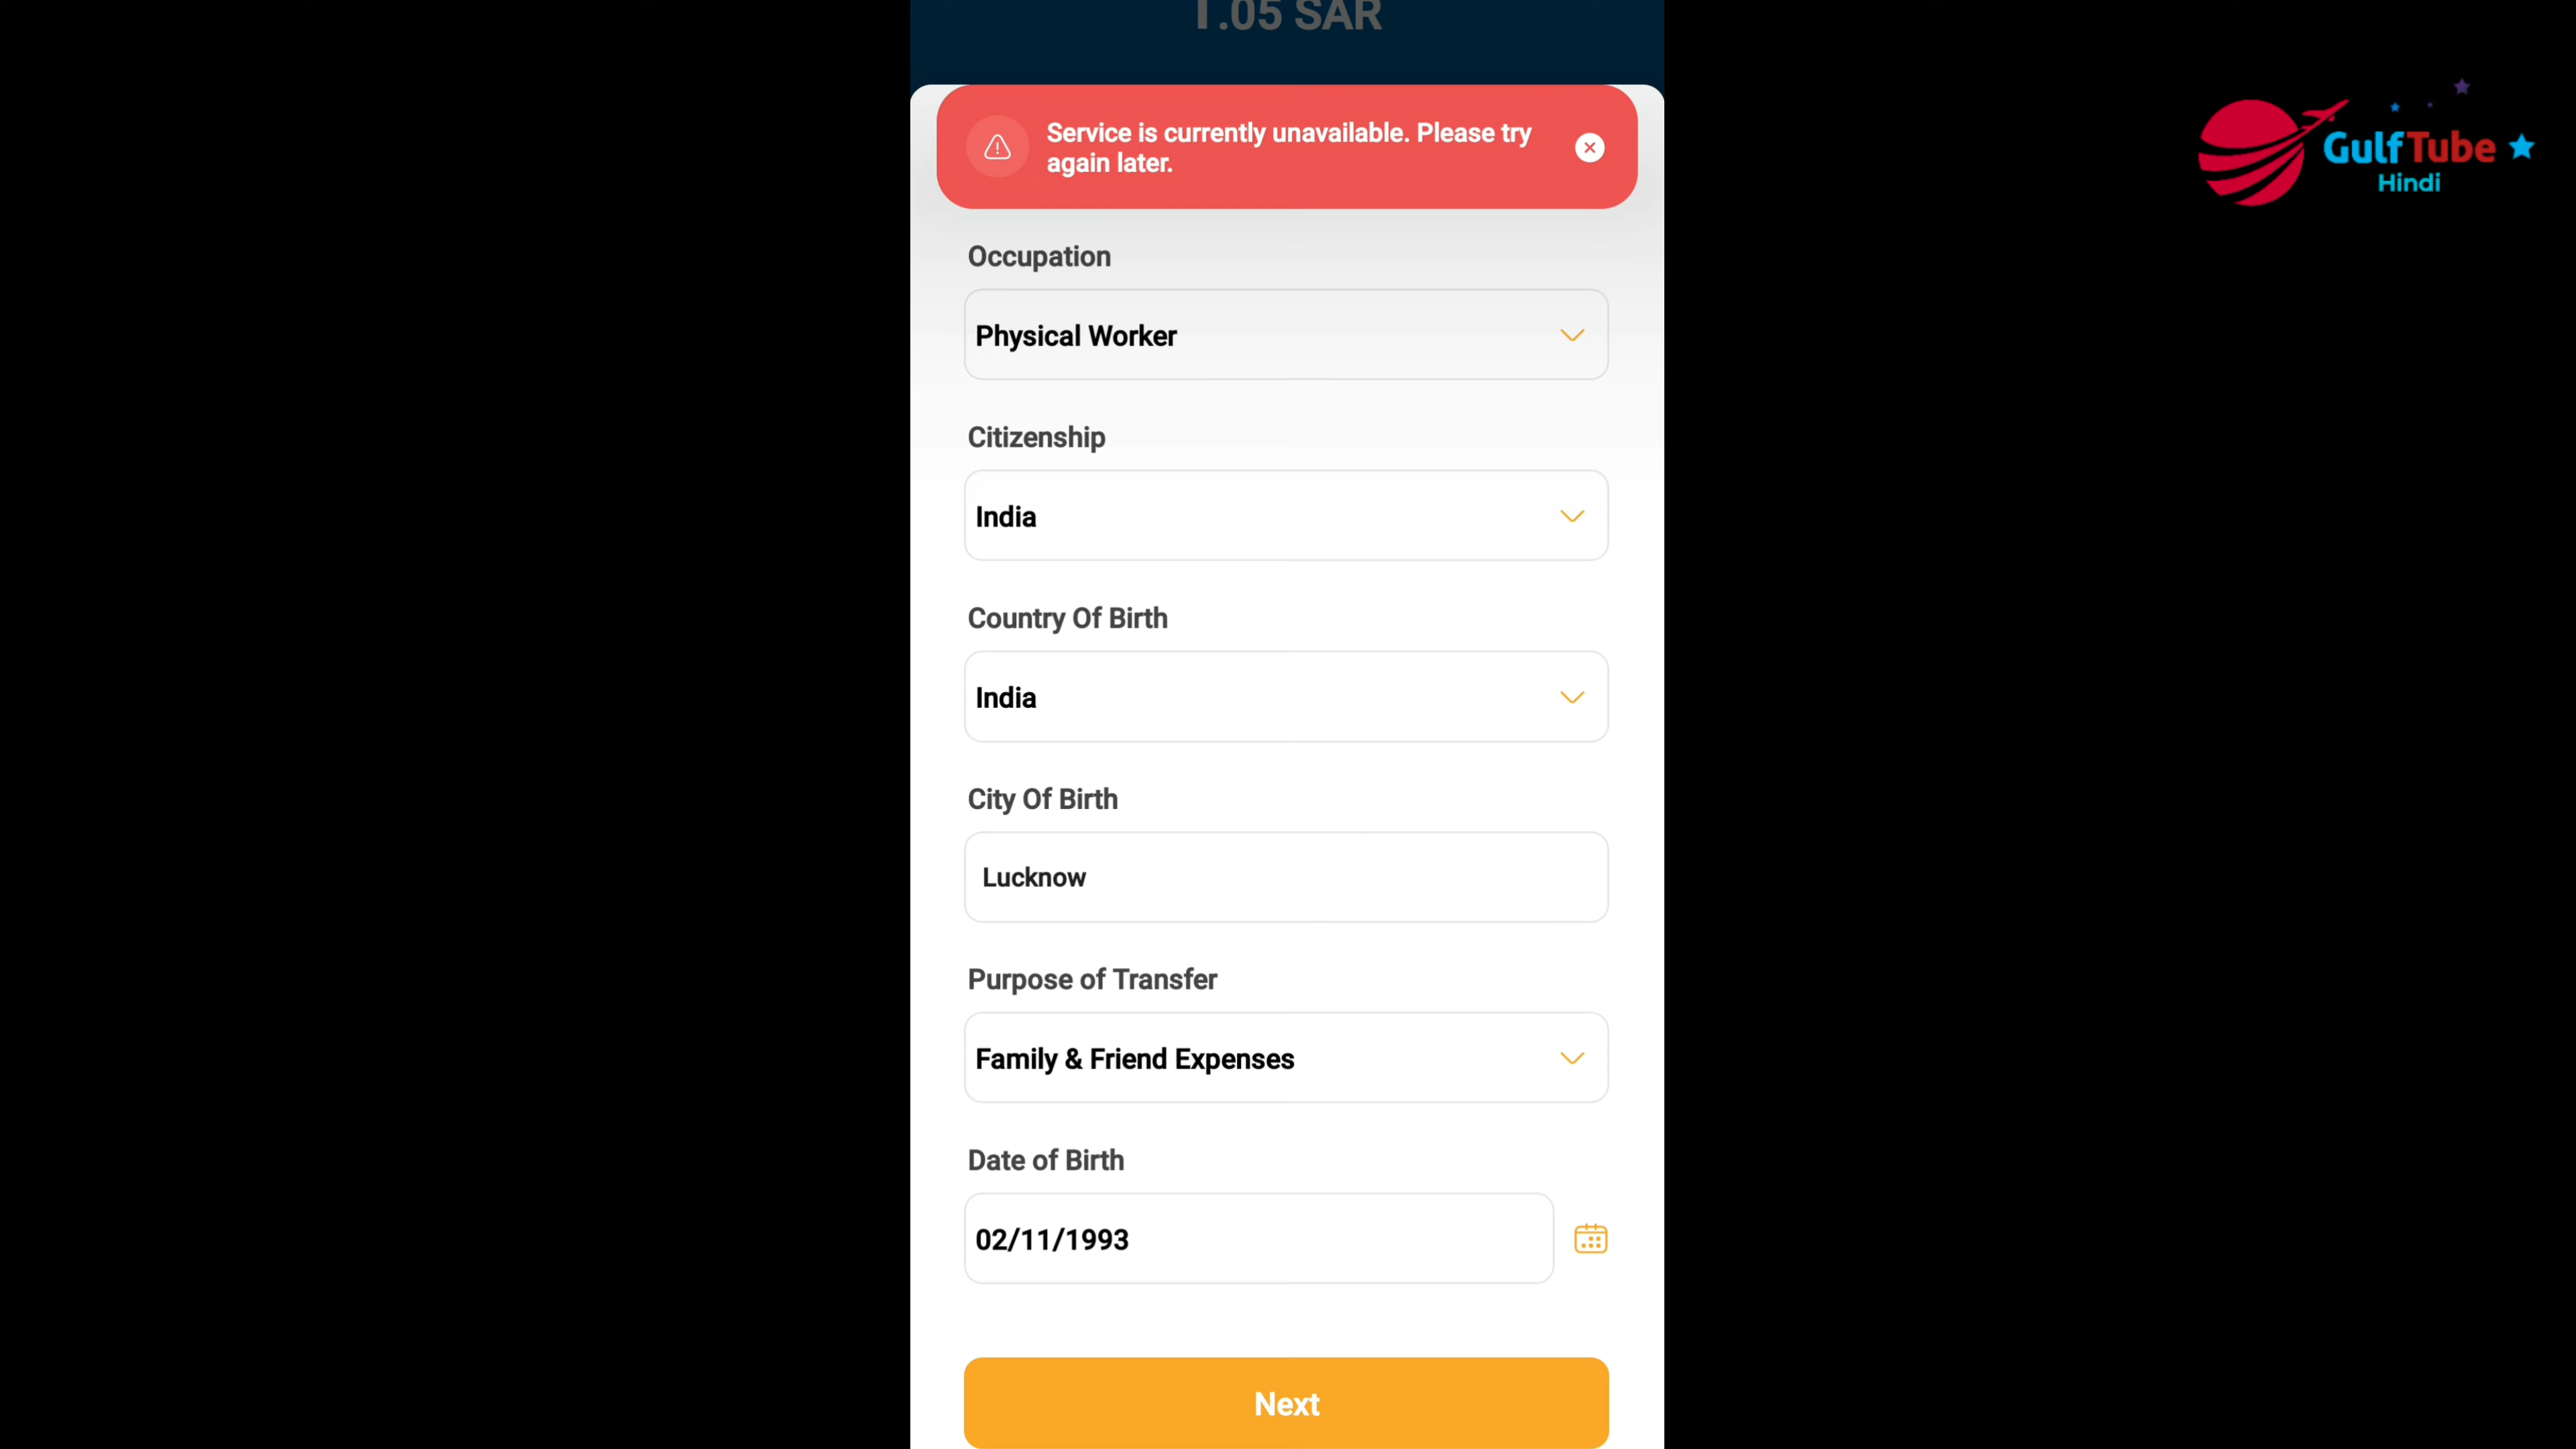 1.05 SAR
Service is currently unavailable. Please try
again later.
GulfTube
Hindi
Occupation
Physical Worker
Citizenship
India
Country Of Birth
India
City Of Birth
Lucknow
Purpose of Transfer
Family & Friend Expenses
Date of Birth
02/11/1993
Next